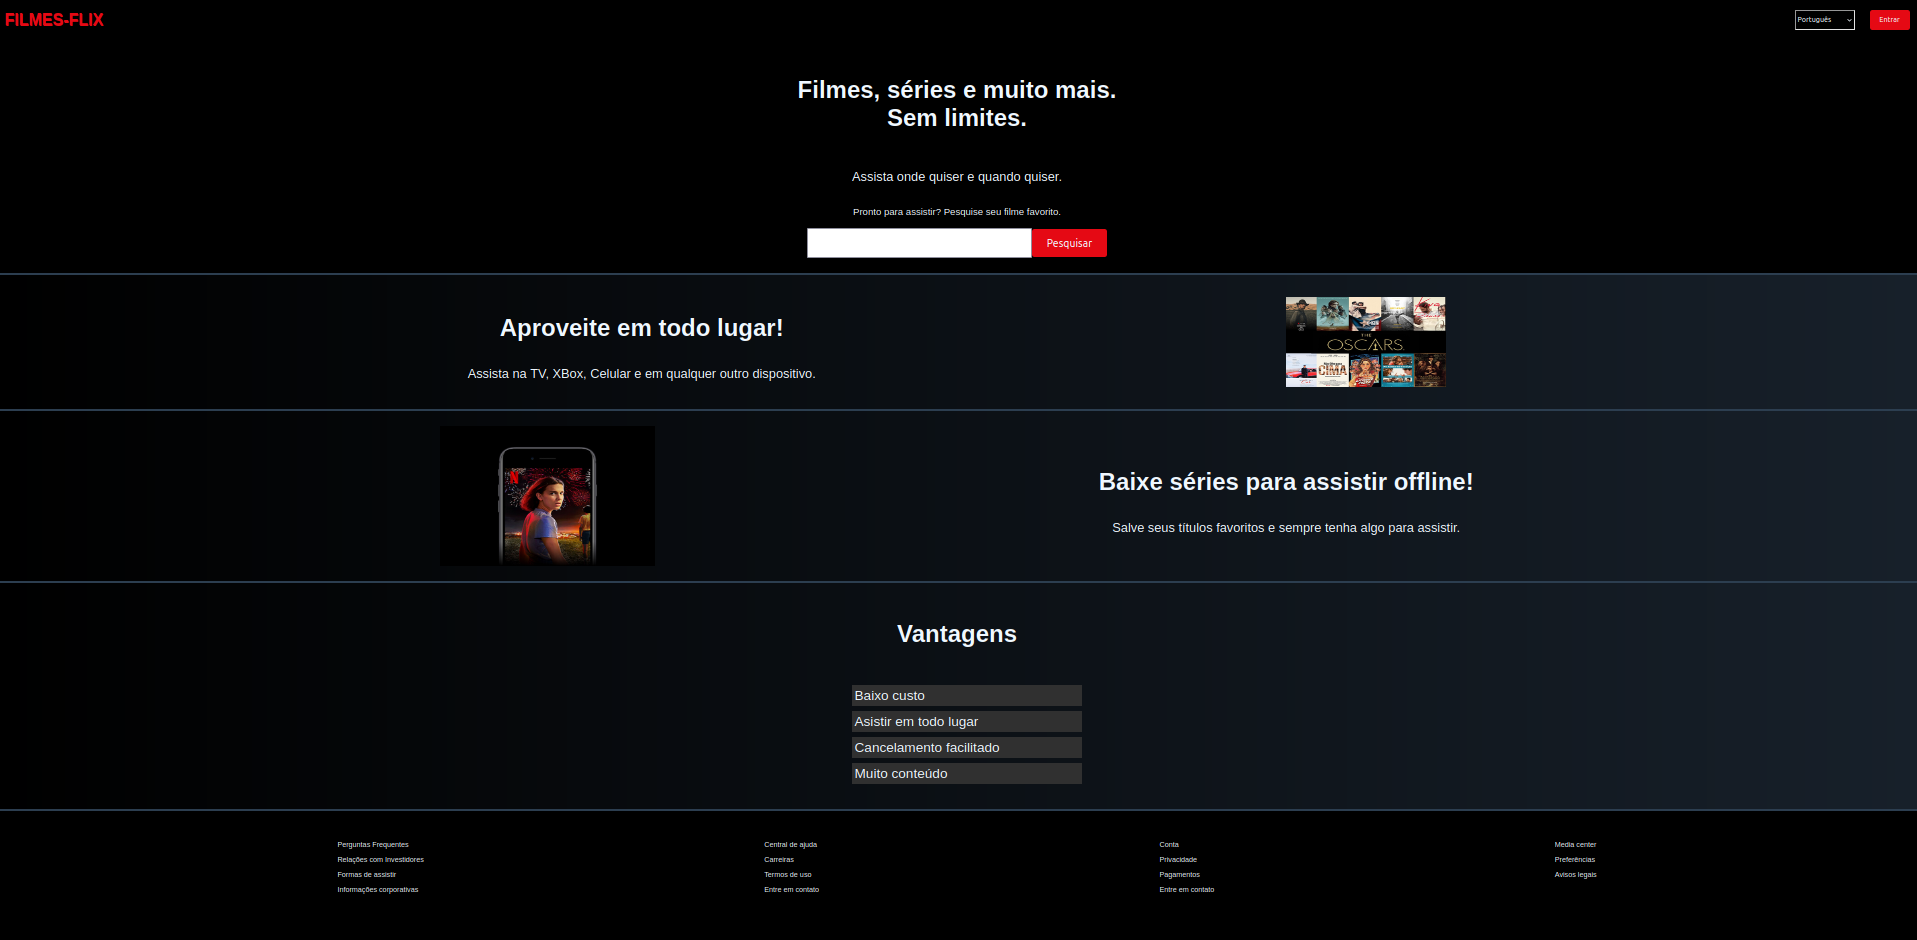 FILMES-FLIX
Português
Entrar
Filmes, séries e muito mais.
Sem limites.
Assista onde quiser e quando quiser.
Pronto para assistir? Pesquise seu filme favorito.
Pesquisar
Aproveite em todo lugar!
Assista na TV, XBox, Celular e em qualquer outro dispositivo.
THE
OSCARS
CIMA
N
Baixe séries para assistir offline!
Salve seus títulos favoritos e sempre tenha algo para assistir.
Vantagens
Baixo custo
Asistir em todo lugar
Cancelamento facilitado
Muito conteúdo
Perguntas Frequentes
Relações com Investidores
Formas de assistir
Informações corporativas
Central de ajuda
Carreiras
Termos de uso
Entre em contato
Conta
Privacidade
Pagamentos
Entre em contato
Media center
Preferências
Avisos legais